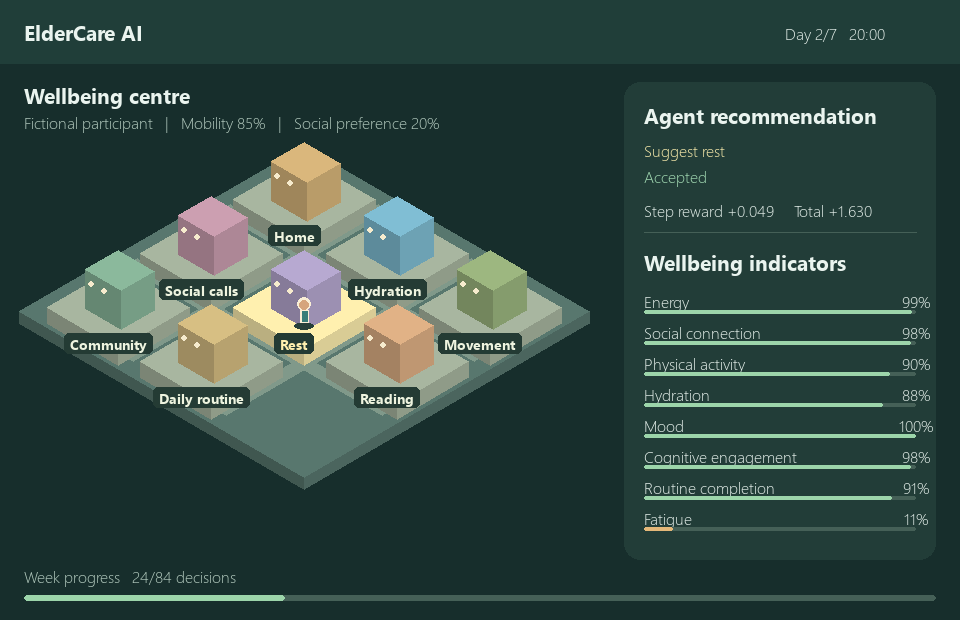 ElderCare AI
Day 2/7 20:00
Wellbeing centre
Fictional participant | Mobility 85% | Social preference 20%
Home
Social calls
Hydration
Community
Rest
Movement
Daily routine
Reading
Agent recommendation
Suggest rest
Accepted
Step reward +0.049 Total +1.630
Wellbeing indicators
Energy 99%
Social connection 98%
Physical activity 90%
Hydration 88%
Mood 100%
Cognitive engagement 98%
Routine completion 91%
Fatigue 11%
Week progress 24/84 decisions